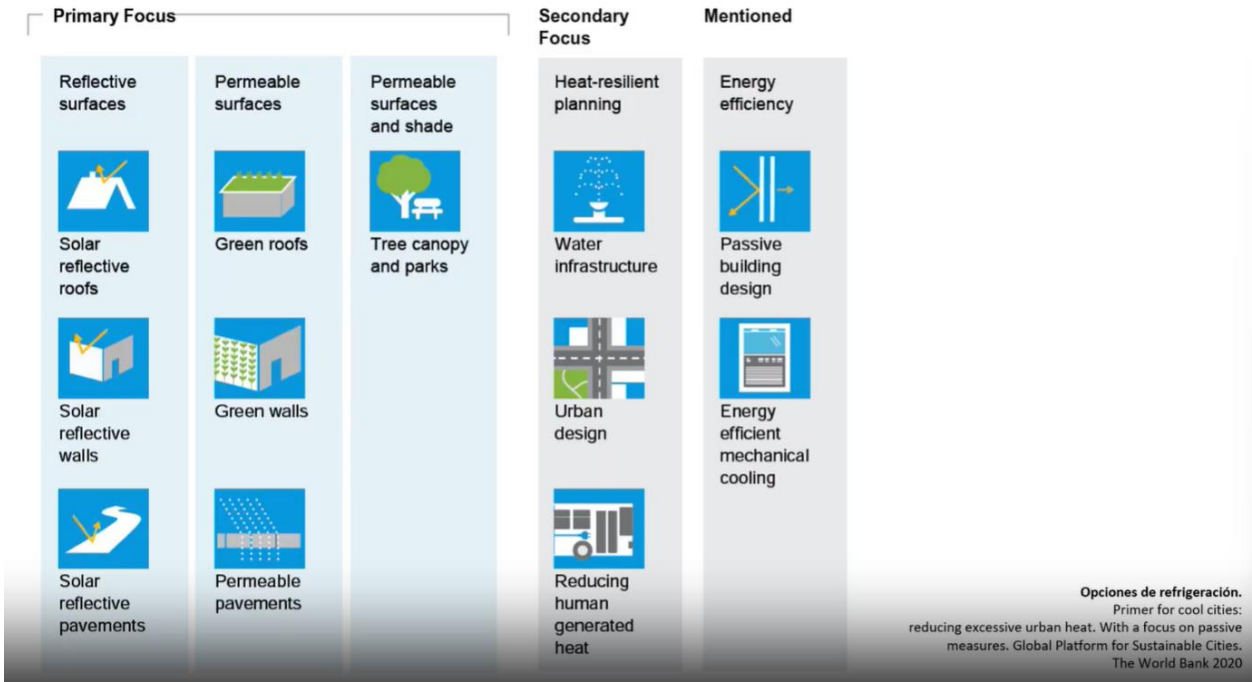 Primary Focus
Secondary
Focus
Mentioned
Reflective
surfaces
Solar
reflective
roofs
Solar
reflective
walls
Solar
reflective
pavements
Permeable
surfaces
Green roofs
Green walls
Permeable
pavements
Permeable
surfaces
and shade
Tree canopy
and parks
Heat-resilient
planning
Water
infrastructure
Urban
design
Reducing
human
generated
heat
Energy
efficiency
Passive
building
design
Energy
efficient
mechanical
cooling
Opciones de refrigeración.
Primer for cool cities:
reducing excessive urban heat. With a focus on passive
measures. Global Platform for Sustainable Cities.
The World Bank 2020